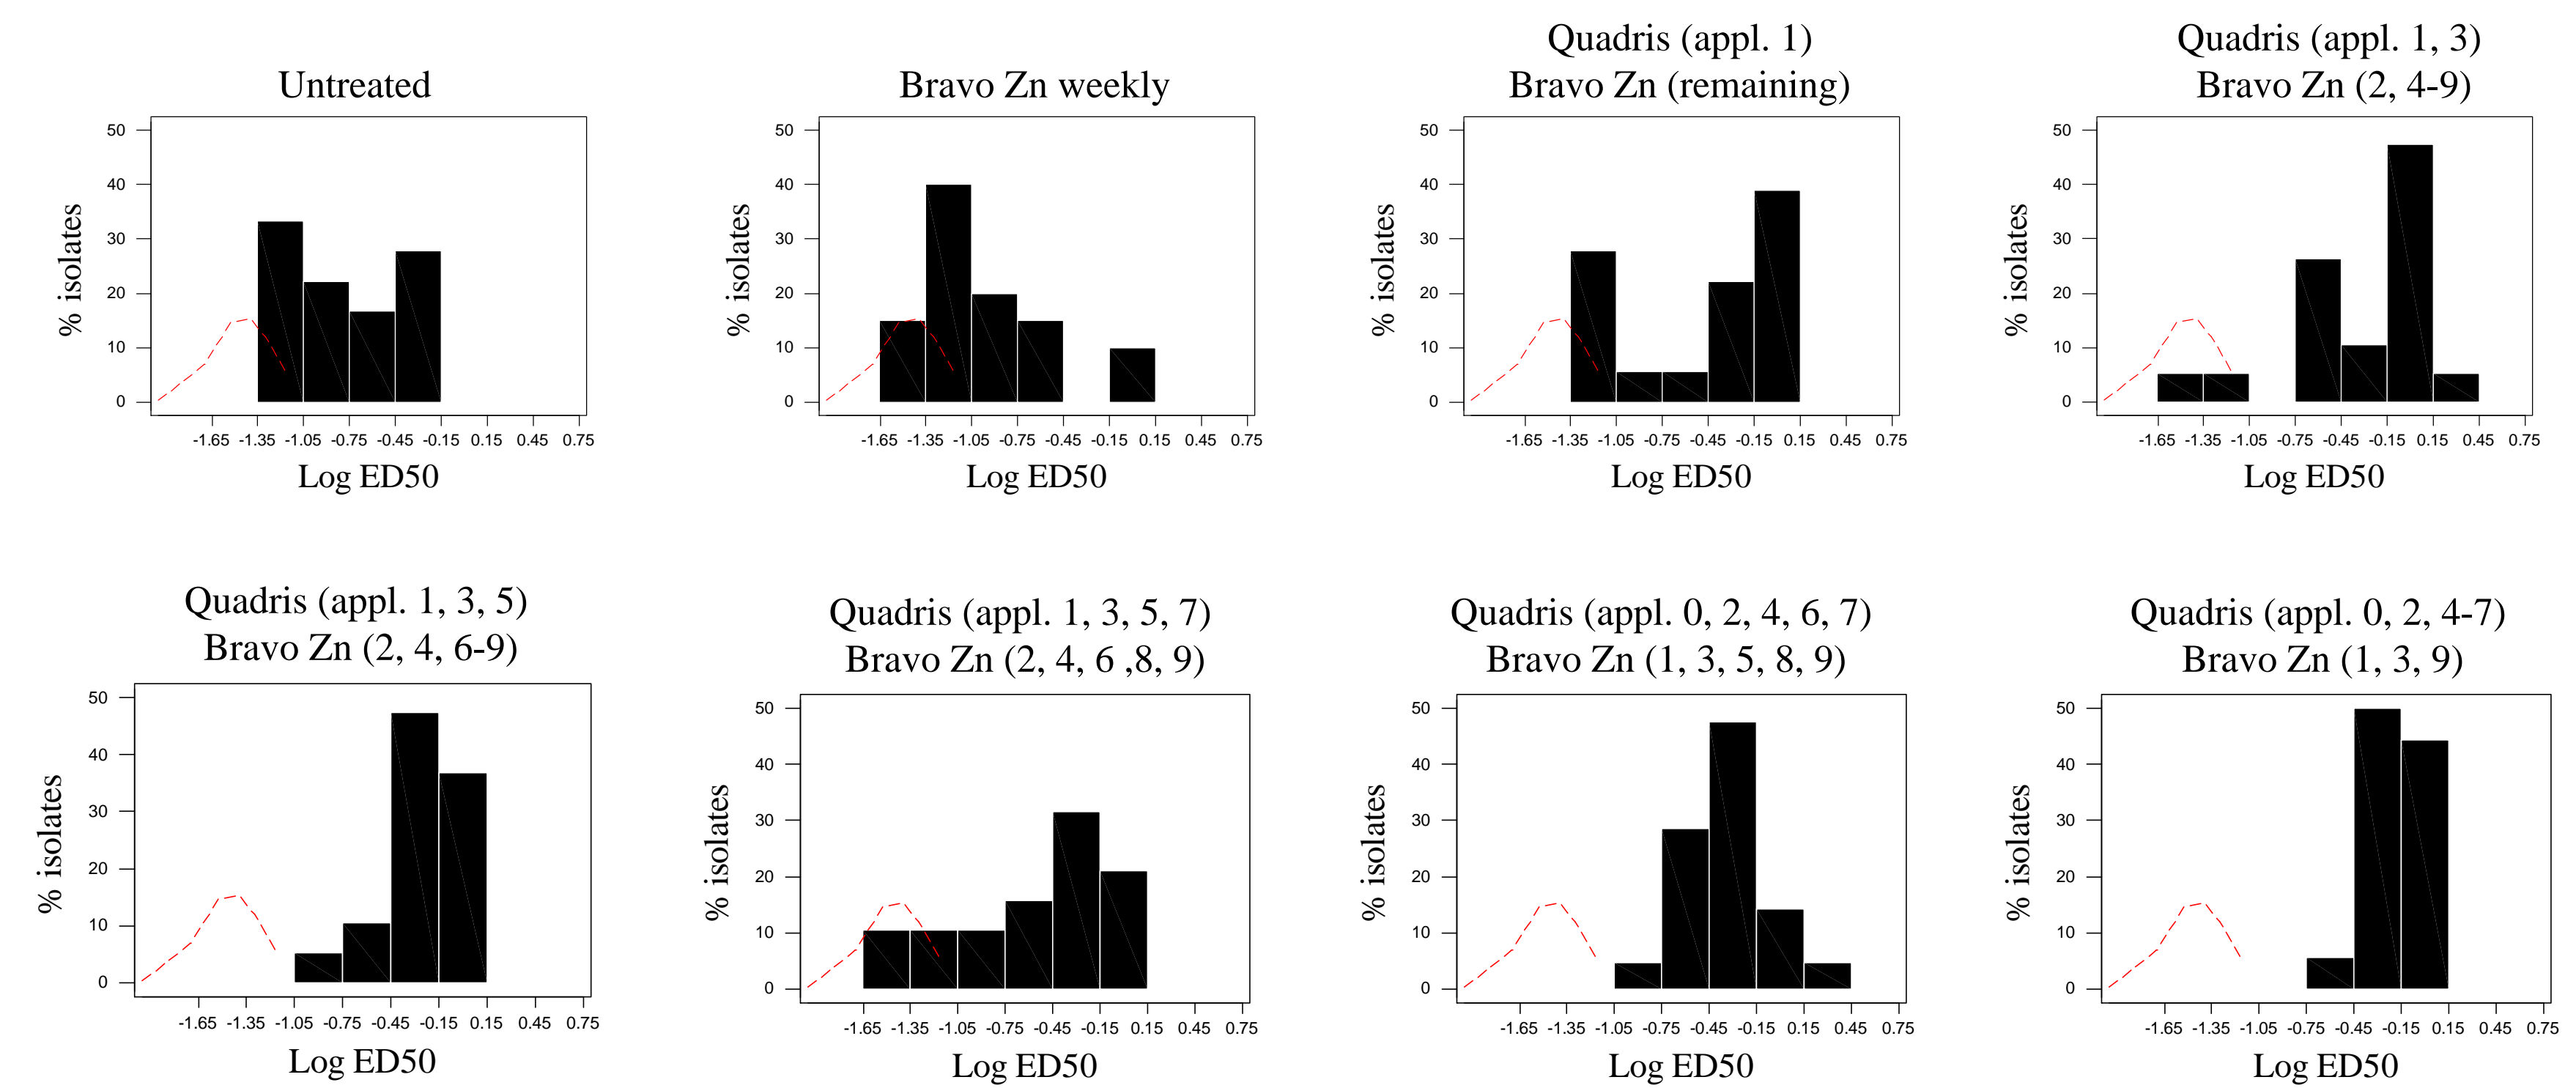 Untreated
% isolates
50
40
30
20
10
0
-1.65 -1.35 -1.05 -0.75 -0.45 -0.15 0.15 0.45 0.75
Log ED50
Bravo Zn weekly
% isolates
50
40
30
20
10
0
-1.65 -1.35 -1.05 -0.75 -0.45 -0.15 0.15 0.45 0.75
Log ED50
Quadris (appl. 1)
Bravo Zn (remaining)
% isolates
50
40
30
20
10
0
-1.65 -1.35 -1.05 -0.75 -0.45 -0.15 0.15 0.45 0.75
Log ED50
Quadris (appl. 1, 3)
Bravo Zn (2, 4-9)
% isolates
50
40
30
20
10
0
-1.65 -1.35 -1.05 -0.75 -0.45 -0.15 0.15 0.45 0.75
Log ED50
Quadris (appl. 1, 3, 5)
Bravo Zn (2, 4, 6-9)
% isolates
50
40
30
20
10
0
-1.65 -1.35 -1.05 -0.75 -0.45 -0.15 0.15 0.45 0.75
Log ED50
Quadris (appl. 1, 3, 5, 7)
Bravo Zn (2, 4, 6 ,8, 9)
% isolates
50
40
30
20
10
0
-1.65 -1.35 -1.05 -0.75 -0.45 -0.15 0.15 0.45 0.75
Log ED50
Quadris (appl. 0, 2, 4, 6, 7)
Bravo Zn (1, 3, 5, 8, 9)
% isolates
50
40
30
20
10
0
-1.65 -1.35 -1.05 -0.75 -0.45 -0.15 0.15 0.45 0.75
Log ED50
Quadris (appl. 0, 2, 4-7)
Bravo Zn (1, 3, 9)
% isolates
50
40
30
20
10
0
-1.65 -1.35 -1.05 -0.75 -0.45 -0.15 0.15 0.45 0.75
Log ED50